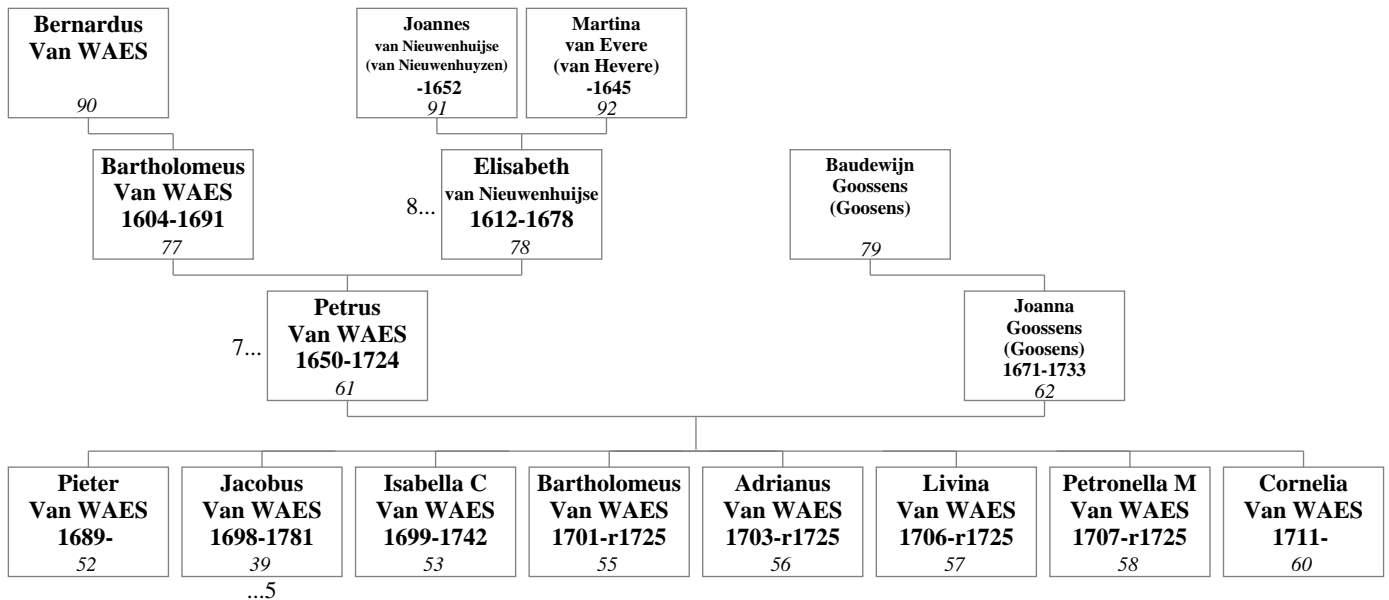 Bernardus
Van WAES
90
Joannes
van Nieuwenhuijse
(van Nieuwenhuyzen)
-1652
91
Martina
van Evere
(van Hevere)
-1645
92
Bartholomeus
Van WAES
1604-1691
77
8...
Elisabeth
van Nieuwenhuijse
1612-1678
78
Baudewijn
Goossens
(Goosens)
79
7...
Petrus
Van WAES
1650-1724
61
Joanna
Goossens
(Goosens)
1671-1733
62
Pieter
Van WAES
1689-
52
Jacobus
Van WAES
1698-1781
39
...5
Isabella C
Van WAES
1699-1742
53
Bartholomeus
Van WAES
1701-r1725
55
Adrianus
Van WAES
1703-r1725
56
Livina
Van WAES
1706-r1725
57
Petronella M
Van WAES
1707-r1725
58
Cornelia
Van WAES
1711-
60